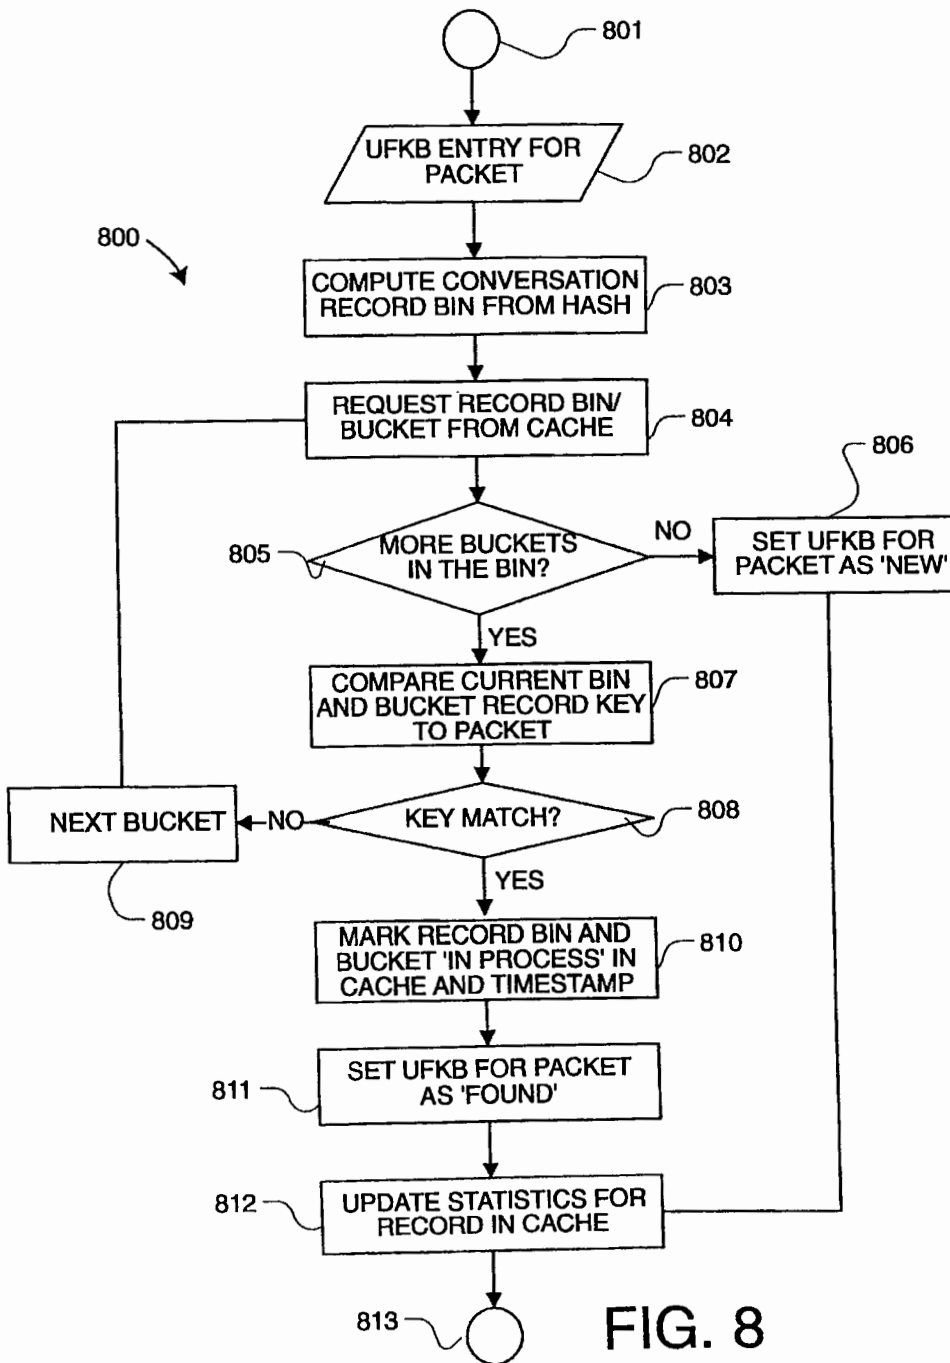 801
UFKB ENTRY FOR
PACKET
802
800
COMPUTE CONVERSATION
RECORD BIN FROM HASH
803
REQUEST RECORD BIN/
BUCKET FROM CACHE
804
806
805
MORE BUCKETS
IN THE BIN?
NO
SET UFKB FOR
PACKET AS 'NEW'
YES
COMPARE CURRENT BIN
AND BUCKET RECORD KEY
TO PACKET
807
NEXT BUCKET
NO
KEY MATCH?
808
809
YES
MARK RECORD BIN AND
BUCKET 'IN PROCESS' IN
CACHE AND TIMESTAMP
810
811
SET UFKB FOR PACKET
AS 'FOUND'
812
UPDATE STATISTICS FOR
RECORD IN CACHE
813
FIG. 8